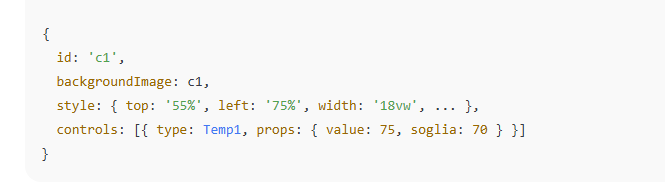 {
  id: 'c1',
  backgroundImage: c1,
  style: { top: '55%', left: '75%', width: '18vw', ... },
  controls: [{ type: Temp1, props: { value: 75, soglia: 70 } }]
}